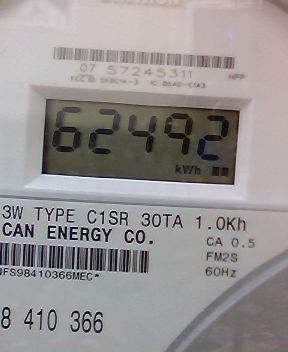 07 57245311
62492
kWh
3W TYPE C1SR 30TA 1.0Kh
CAN ENERGY CO.
CA 0.5
FM2S
60Hz
NFS98410366MEC*
8 410 366